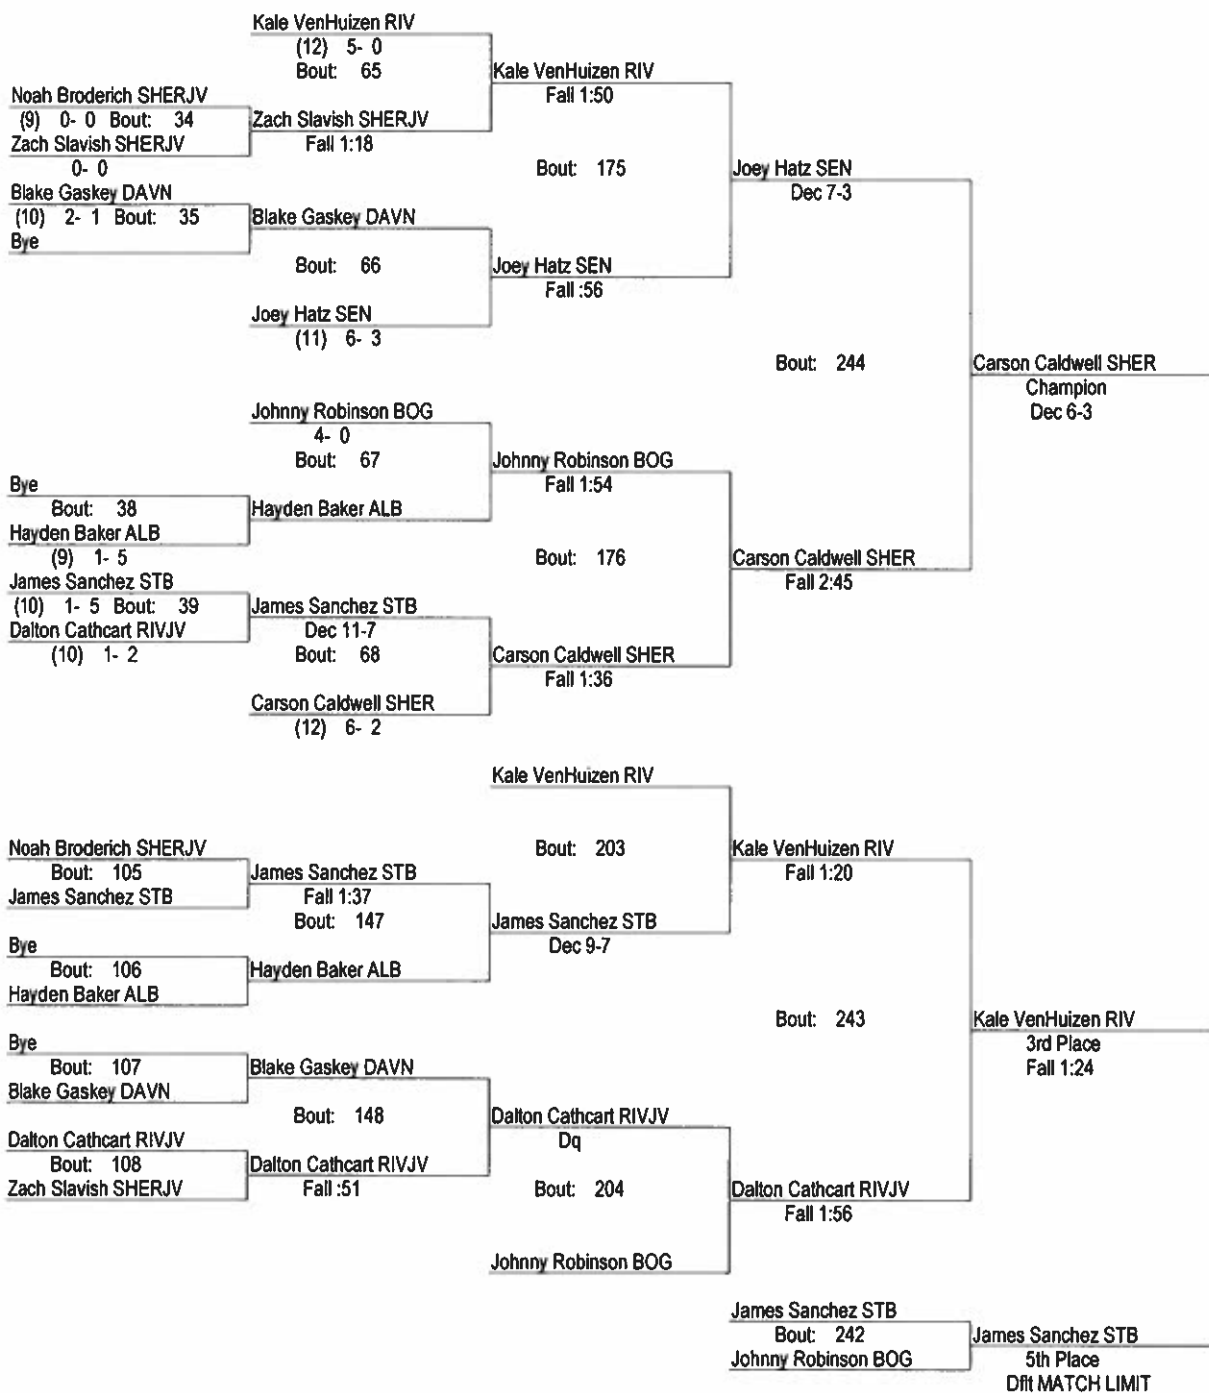 Kale VenHuizen RIV
(12) 5- 0
Bout: 65
Kale VenHuizen RIV
Fall 1:50
Noah Broderich SHERJV
(9) 0- 0 Bout: 34
Zach Slavish SHERJV
Fall 1:18
Zach Slavish SHERJV
0- 0
Bout: 175
Joey Hatz SEN
Dec 7-3
Blake Gaskey DAVN
(10) 2- 1 Bout: 35
Blake Gaskey DAVN
Bye
Bout: 66
Joey Hatz SEN
Fall :56
Joey Hatz SEN
(11) 6- 3
Bout: 244
Carson Caldwell SHER
Champion
Dec 6-3
Johnny Robinson BOG
4- 0
Bout: 67
Johnny Robinson BOG
Fall 1:54
Bye
Bout: 38
Hayden Baker ALB
Hayden Baker ALB
(9) 1- 5
Bout: 176
Carson Caldwell SHER
Fall 2:45
James Sanchez STB
(10) 1- 5 Bout: 39
James Sanchez STB
Dec 11-7
Dalton Cathcart RIVJV
(10) 1- 2
Bout: 68
Carson Caldwell SHER
Fall 1:36
Carson Caldwell SHER
(12) 6- 2
Kale VenHuizen RIV
Bout: 203
Kale VenHuizen RIV
Fall 1:20
Noah Broderich SHERJV
Bout: 105
James Sanchez STB
Fall 1:37
James Sanchez STB
Bout: 147
James Sanchez STB
Dec 9-7
Bye
Bout: 106
Hayden Baker ALB
Hayden Baker ALB
Bout: 243
Kale VenHuizen RIV
3rd Place
Fall 1:24
Bye
Bout: 107
Blake Gaskey DAVN
Blake Gaskey DAVN
Bout: 148
Dalton Cathcart RIVJV
Dq
Dalton Cathcart RIVJV
Bout: 108
Dalton Cathcart RIVJV
Fall :51
Zach Slavish SHERJV
Bout: 204
Dalton Cathcart RIVJV
Fall 1:56
Johnny Robinson BOG
James Sanchez STB
Bout: 242
James Sanchez STB
Johnny Robinson BOG
5th Place
Dflt MATCH LIMIT